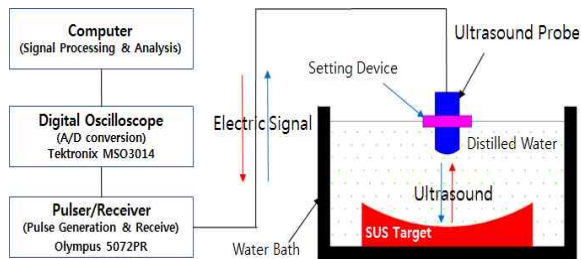 Computer
(Signal Processing & Analysis)
Digital Oscilloscope
(A/D conversion)
Tektronix MSO3014
Pulser/Receiver
(Pulse Generation & Receive)
Olympus 5072PR
Electric Signal
Ultrasound Probe
Setting Device
Distilled Water
Ultrasound
SUS Target
Water Bath